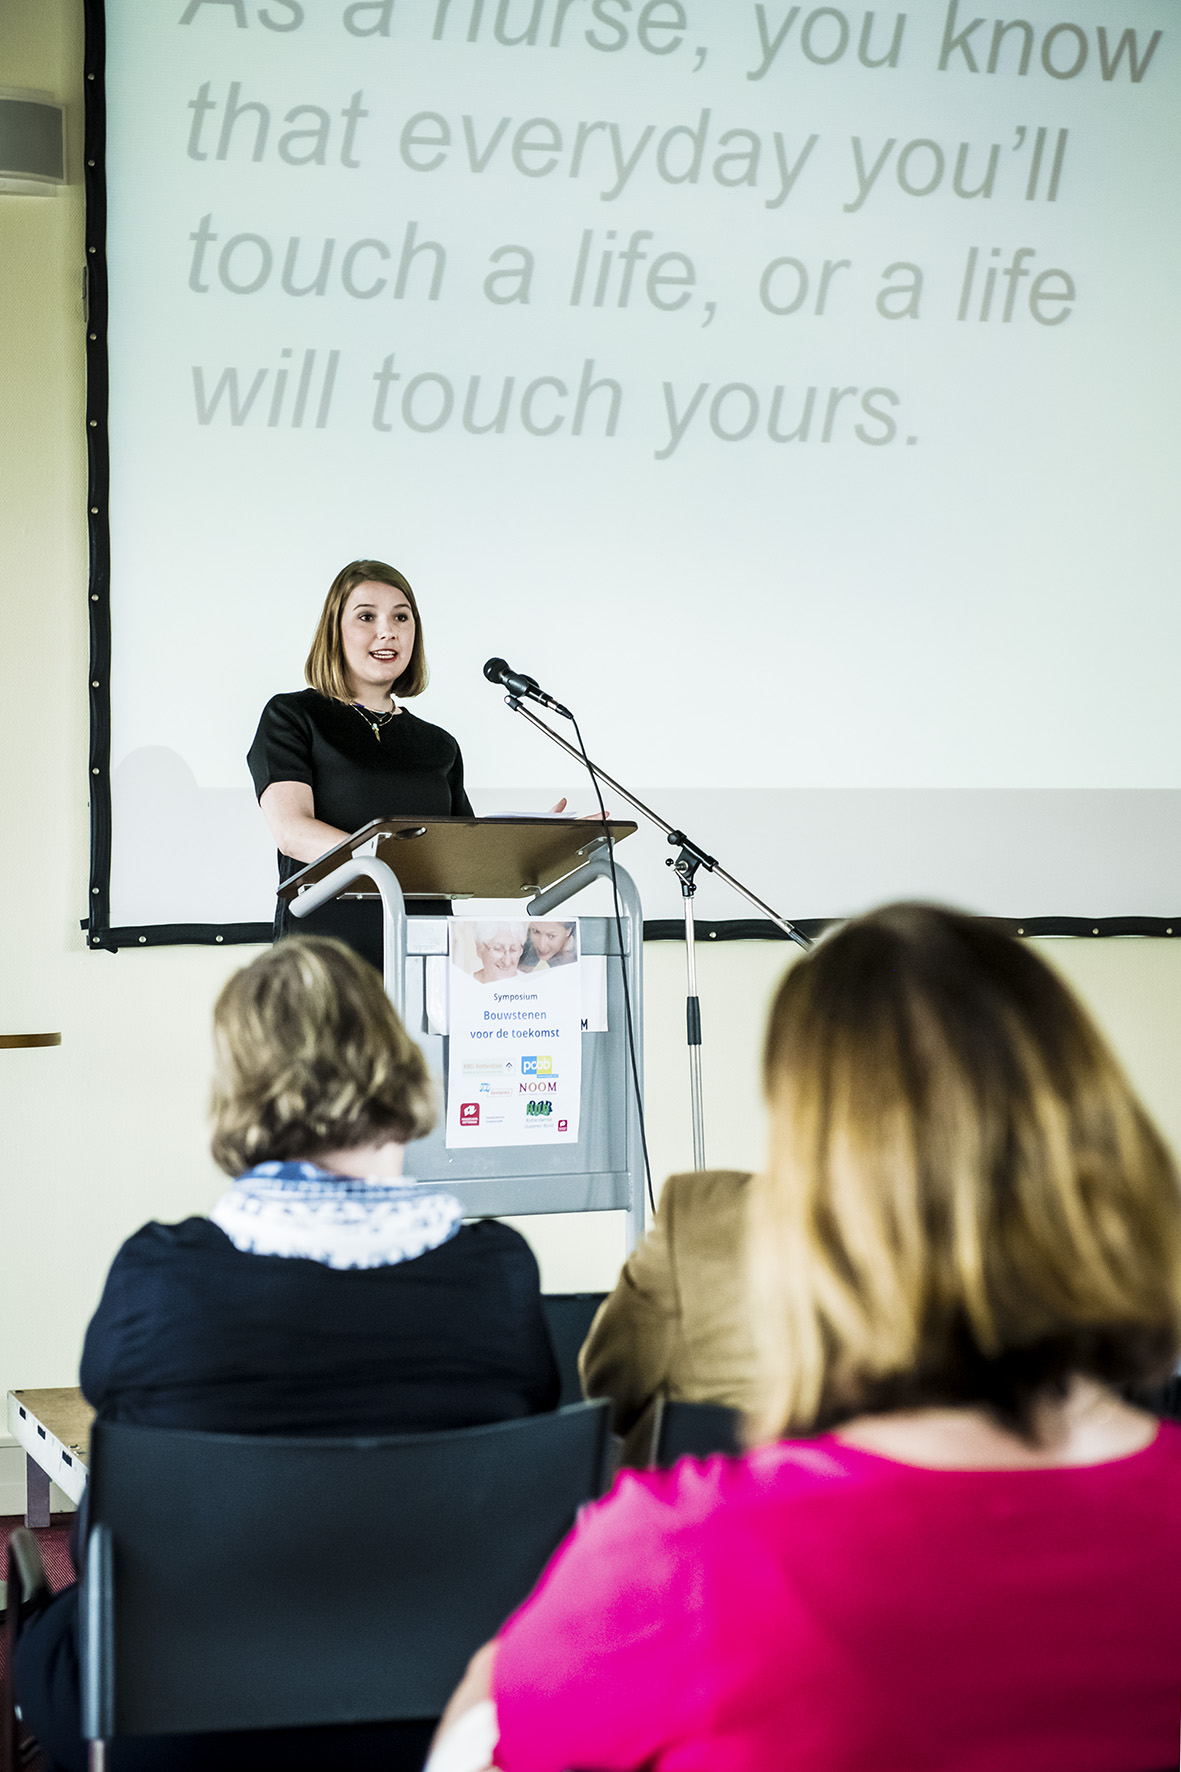 As a nurse, you know
that everyday you'll
touch a life, or a life
will touch yours.
Symposium
Bouwstenen
voor de toekomst
M
pcob
NOOM